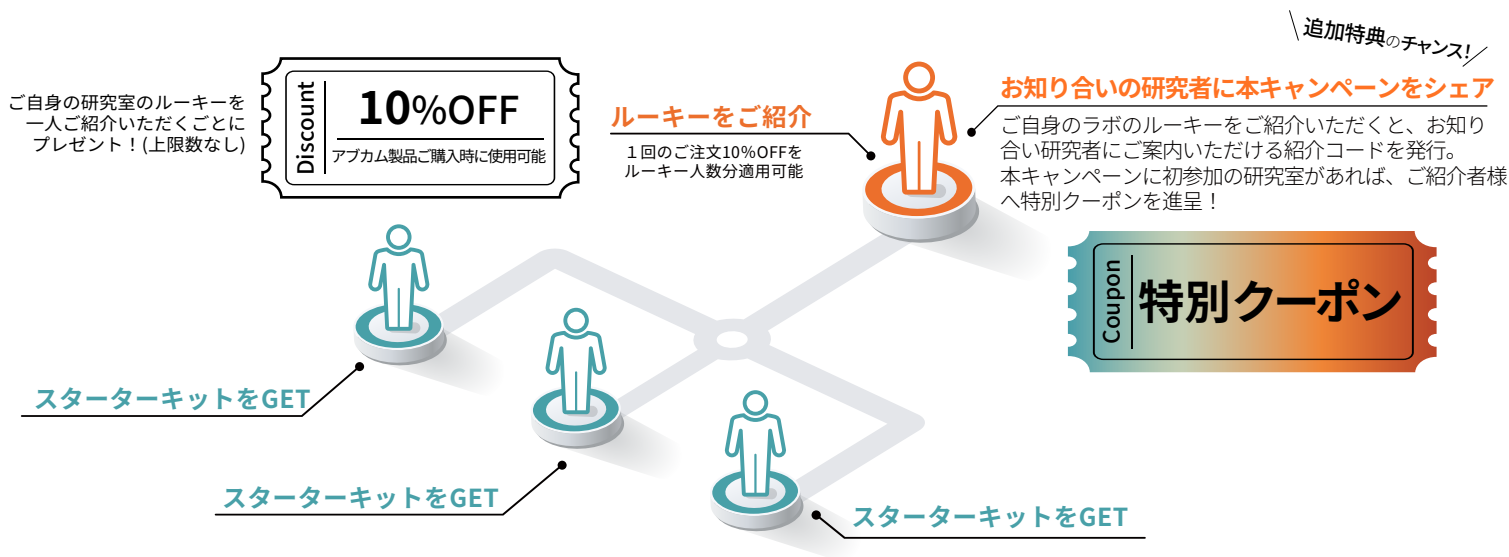 追加特典のチャンス!
ご自身の研究室のルーキーを
一人ご紹介いただくごとに
プレゼント！(上限数なし)
Discount
10%OFF
アブカム製品ご購入時に使用可能
ルーキーをご紹介
１回のご注文10%OFFを
ルーキー人数分適用可能
お知り合いの研究者に本キャンペーンをシェア
ご自身のラボのルーキーをご紹介いただくと、お知り
合い研究者にご案内いただける紹介コードを発行。
本キャンペーンに初参加の研究室があれば、ご紹介者様
へ特別クーポンを進呈！
Coupon
特別クーポン
スターターキットをGET
スターターキットをGET
スターターキットをGET